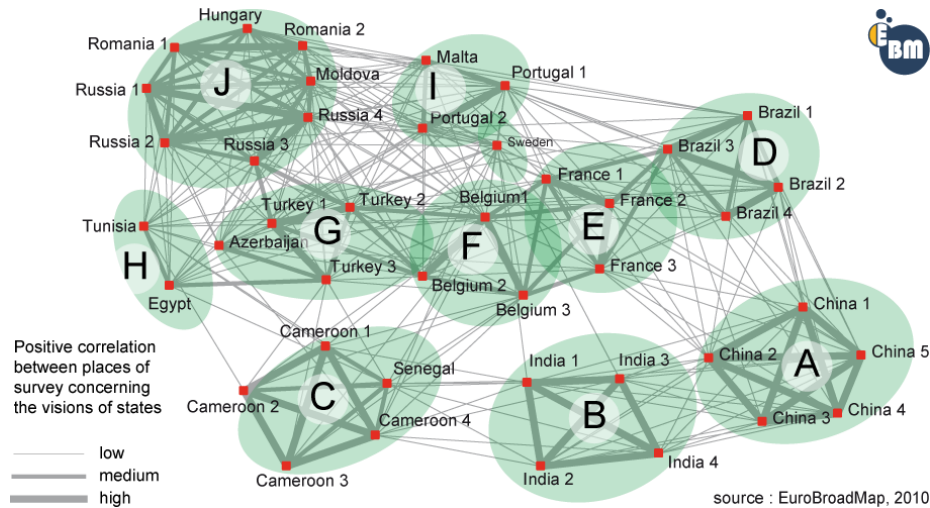 Hungary
Romania 1
Romania 2
Malta
EBM
Russia 1
J
Moldova
I
Portugal 1
Russia 4
Portugal 2
Brazil 1
Russia 2
Russia 3
Sweden
Brazil 3
D
France 1
Brazil 2
Turkey 1
Turkey 2
Belgium1
France 2
Brazil 4
Tunisia
Azerbaijan
G
F
E
H
Turkey 3
Belgium 2
France 3
Egypt
Belgium 3
China 1
Positive correlation
between places of
survey concerning
the visions of states
Cameroon 1
Senegal
India 1
India 3
China 2
A
China 5
Cameroon 2
C
Cameroon 4
B
China 3
China 4
low
medium
high
Cameroon 3
India 2
India 4
source : EuroBroadMap, 2010